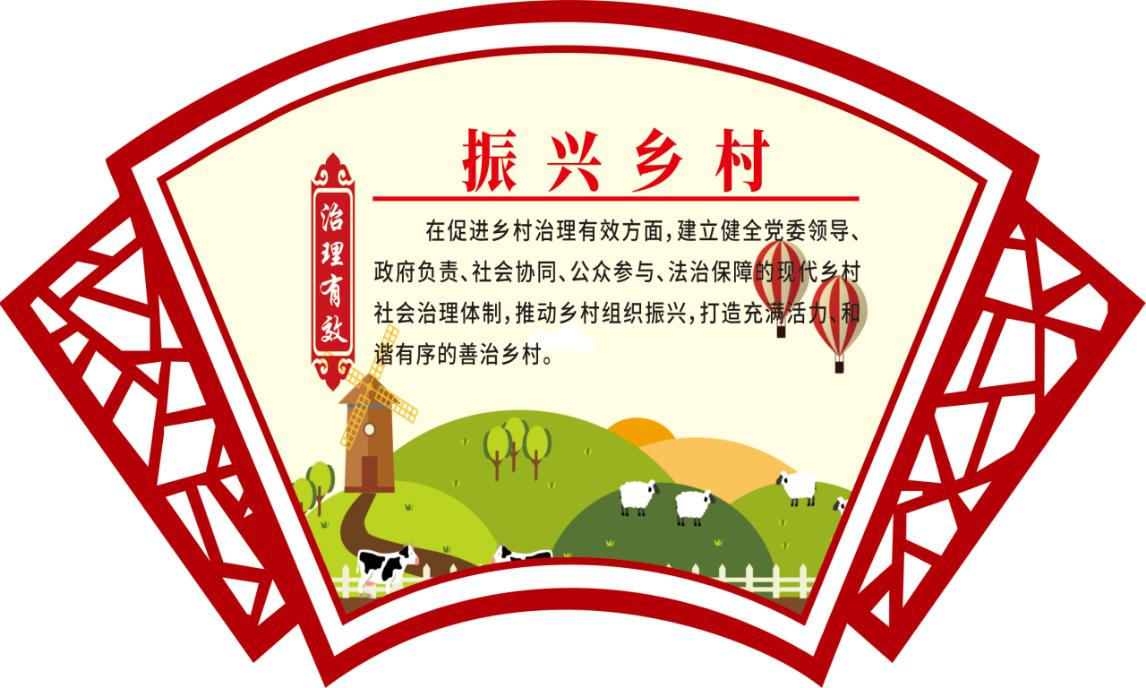 振兴乡村
治理有效
在促进乡村治理有效方面,建立健全党委领导、
政府负责、社会协同、公众参与、法治保障的现代乡村
社会治理体制,推动乡村组织振兴,打造充满活力、和
谐有序的善治乡村。